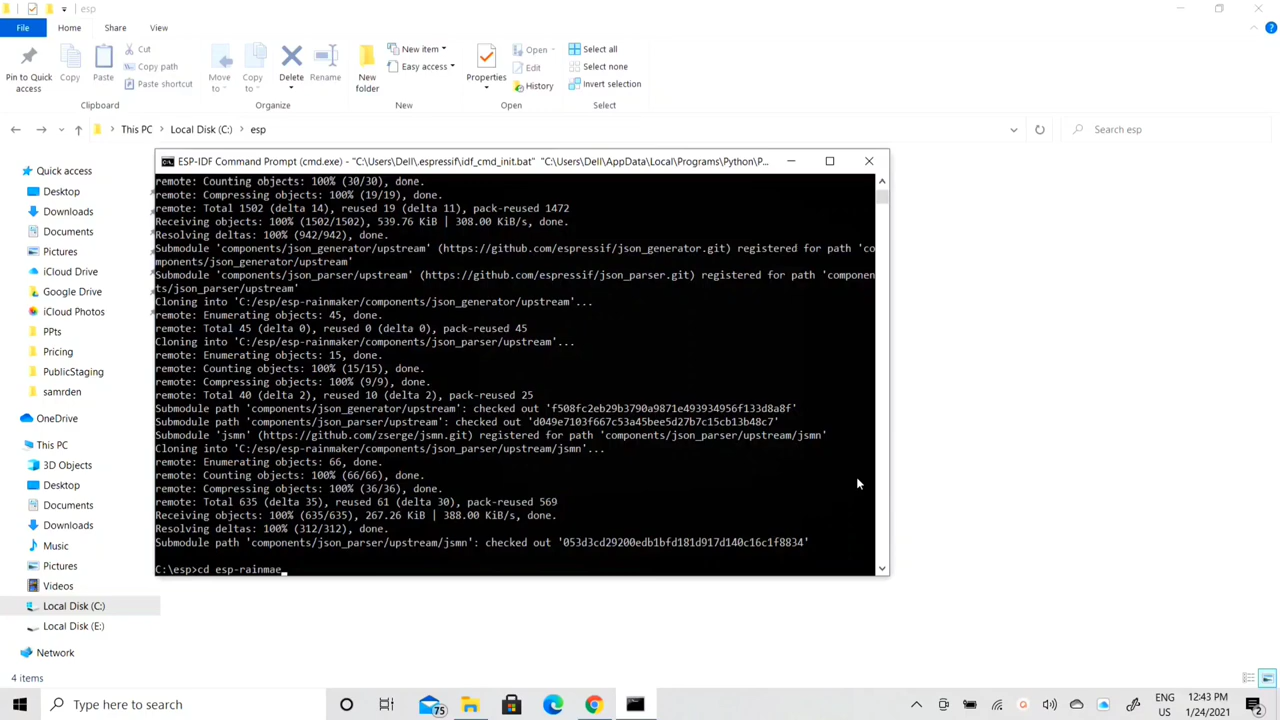 esp
File
Home
Share
View
Pin to Quick access
Copy
Paste
Cut
Copy path
Paste shortcut
Move to
Copy to
Delete
Rename
New folder
New item
Easy access
Properties
Open
Edit
History
Select all
Select none
Invert selection
Clipboard
Organize
New
Open
Select
This PC
Local Disk (C:)
esp
Search esp
Quick access
Desktop
Downloads
Documents
Pictures
iCloud Drive
Google Drive
iCloud Photos
PPts
Pricing
PublicStaging
samrden
OneDrive
This PC
3D Objects
Desktop
Documents
Downloads
Music
Pictures
Videos
Local Disk (C:)
Local Disk (E:)
Network
4 items
ESP-IDF Command Prompt (cmd.exe) - "C:\Users\Dell\.espressif\idf_cmd_init.bat" "C:\Users\Dell\AppData\Local\Programs\Python\P...
remote: Counting objects: 100% (30/30), done.
remote: Compressing objects: 100% (19/19), done.
remote: Total 1502 (delta 14), reused 19 (delta 11), pack-reused 1472
Receiving objects: 100% (1502/1502), 539.76 KiB | 308.00 KiB/s, done.
Resolving deltas: 100% (942/942), done.
Submodule 'components/json_generator/upstream' (https://github.com/espressif/json_generator.git) registered for path 'co
mponents/json_generator/upstream'
Submodule 'components/json_parser/upstream' (https://github.com/espressif/json_parser.git) registered for path 'componen
ts/json_parser/upstream'
Cloning into 'C:/esp/esp-rainmaker/components/json_generator/upstream'...
remote: Enumerating objects: 45, done.
remote: Total 45 (delta 0), reused 0 (delta 0), pack-reused 45
Cloning into 'C:/esp/esp-rainmaker/components/json_parser/upstream'...
remote: Enumerating objects: 15, done.
remote: Counting objects: 100% (15/15), done.
remote: Compressing objects: 100% (9/9), done.
remote: Total 40 (delta 2), reused 10 (delta 2), pack-reused 25
Submodule path 'components/json_generator/upstream': checked out 'f508fc2eb29b3790a9871e493934956f133d8a8f'
Submodule path 'components/json_parser/upstream': checked out 'd049e7103f667c53a45bee5d27b7c15cb13b48c7'
Submodule 'jsmn' (https://github.com/zserge/jsmn.git) registered for path 'components/json_parser/upstream/jsmn'
Cloning into 'C:/esp/esp-rainmaker/components/json_parser/upstream/jsmn'...
remote: Enumerating objects: 66, done.
remote: Counting objects: 100% (66/66), done.
remote: Compressing objects: 100% (36/36), done.
remote: Total 635 (delta 35), reused 61 (delta 30), pack-reused 569
Receiving objects: 100% (635/635), 267.26 KiB | 388.00 KiB/s, done.
Resolving deltas: 100% (312/312), done.
Submodule path 'components/json_parser/upstream/jsmn': checked out '053d3cd29200edb1bfd181d917d140c16c1f8834'
C:\esp>cd esp-rainmae
Type here to search
75
ENG
US
12:43 PM
1/24/2021
2